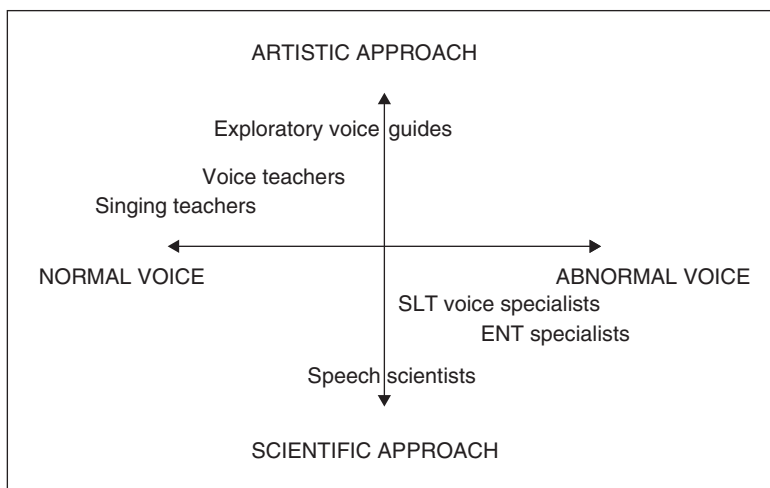 ARTISTIC APPROACH
Exploratory voice guides
Voice teachers
Singing teachers
NORMAL VOICE
ABNORMAL VOICE
SLT voice specialists
ENT specialists
Speech scientists
SCIENTIFIC APPROACH